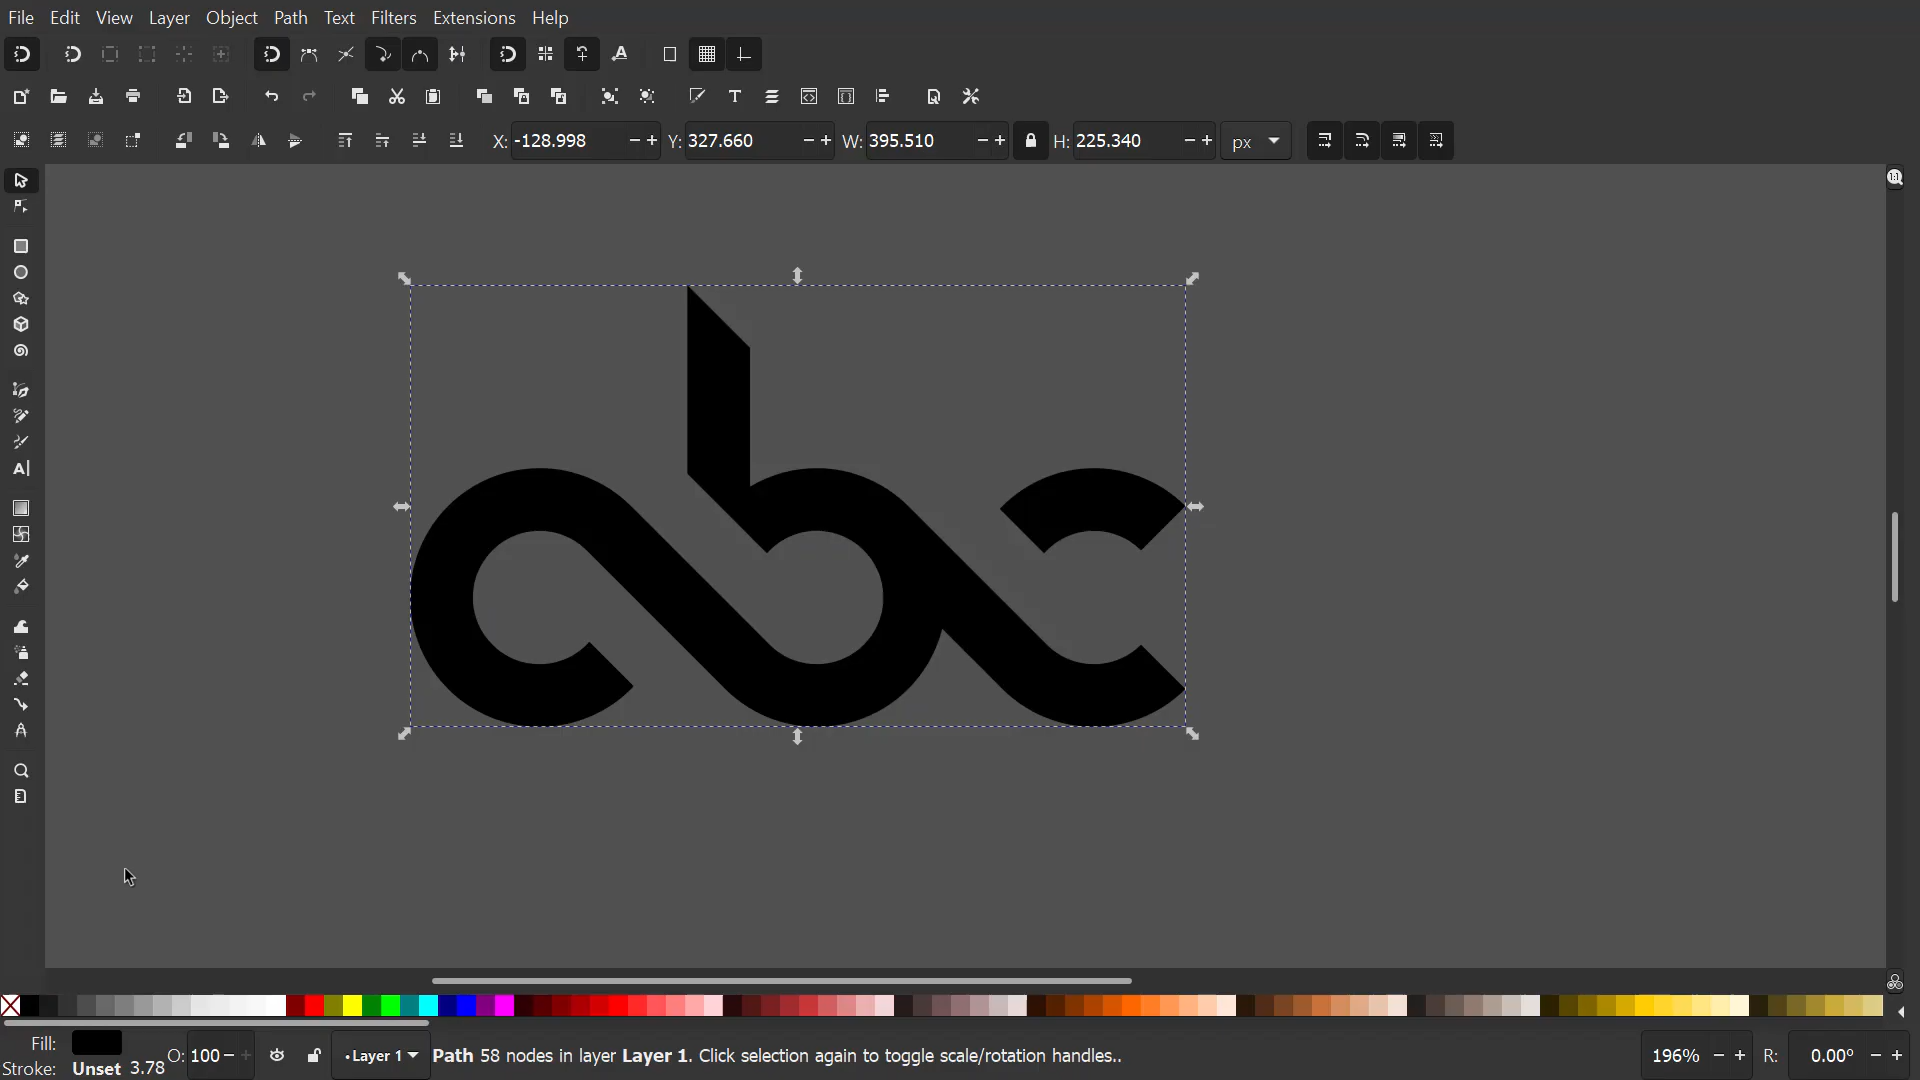 File Edit View Layer Object Path Text Filters Extensions Help
X: -128.998 Y: 327.660 W: 395.510 H: 225.340 px
abc
Fill: O: 100 Layer 1 Path 58 nodes in layer Layer 1. Click selection again to toggle scale/rotation handles.. 196% R: 0.00°
Stroke: Unset 3.78